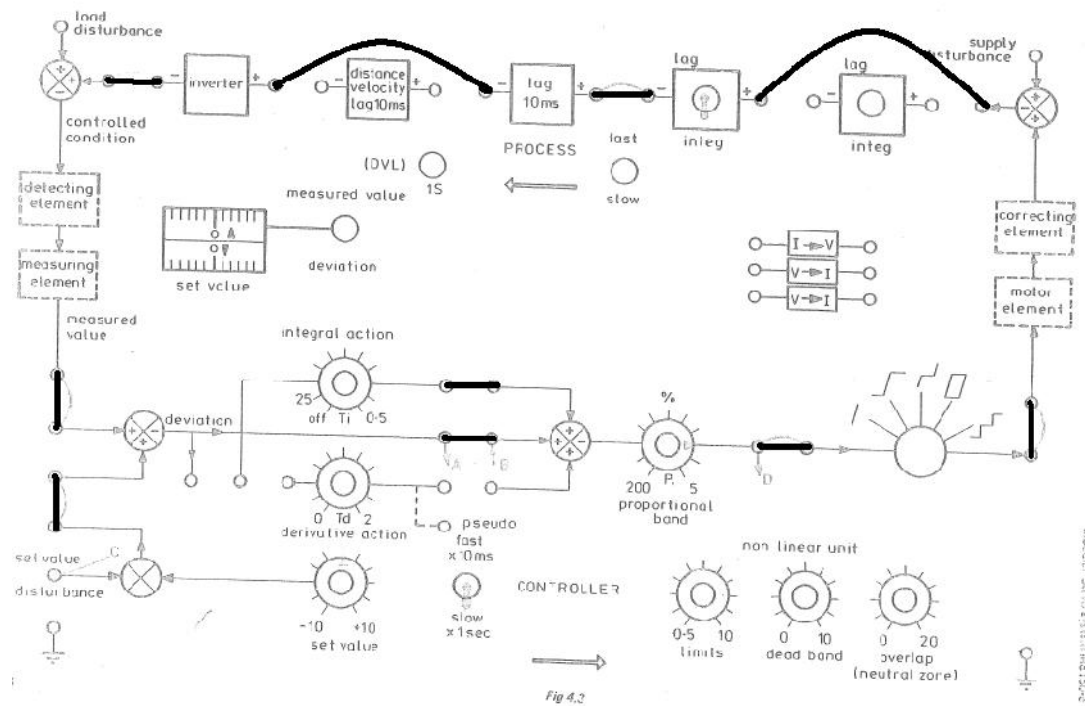 load
disturbance
inverter
distance
velocity
lag 10ms
lag
10ms
lag
integ
lag
integ
supply
disturbance
controlled
condition
(DVL)
1S
PROCESS
fast
slow
detecting
element
measuring
element
measured value
deviation
set value
I V
V I
V I
correcting
element
motor
element
measured
value
integral action
25
off Ti 0·5
deviation
A B
%
200 P. 5
proportional
band
D
0 Td 2
derivative action
pseudo
fast
x10ms
slow
x1sec
set value
disturbance
C
-10 +10
set value
CONTROLLER
non linear unit
0·5 10
limits
0 10
dead band
0 20
overlap
(neutral zone)
Fig 4.2